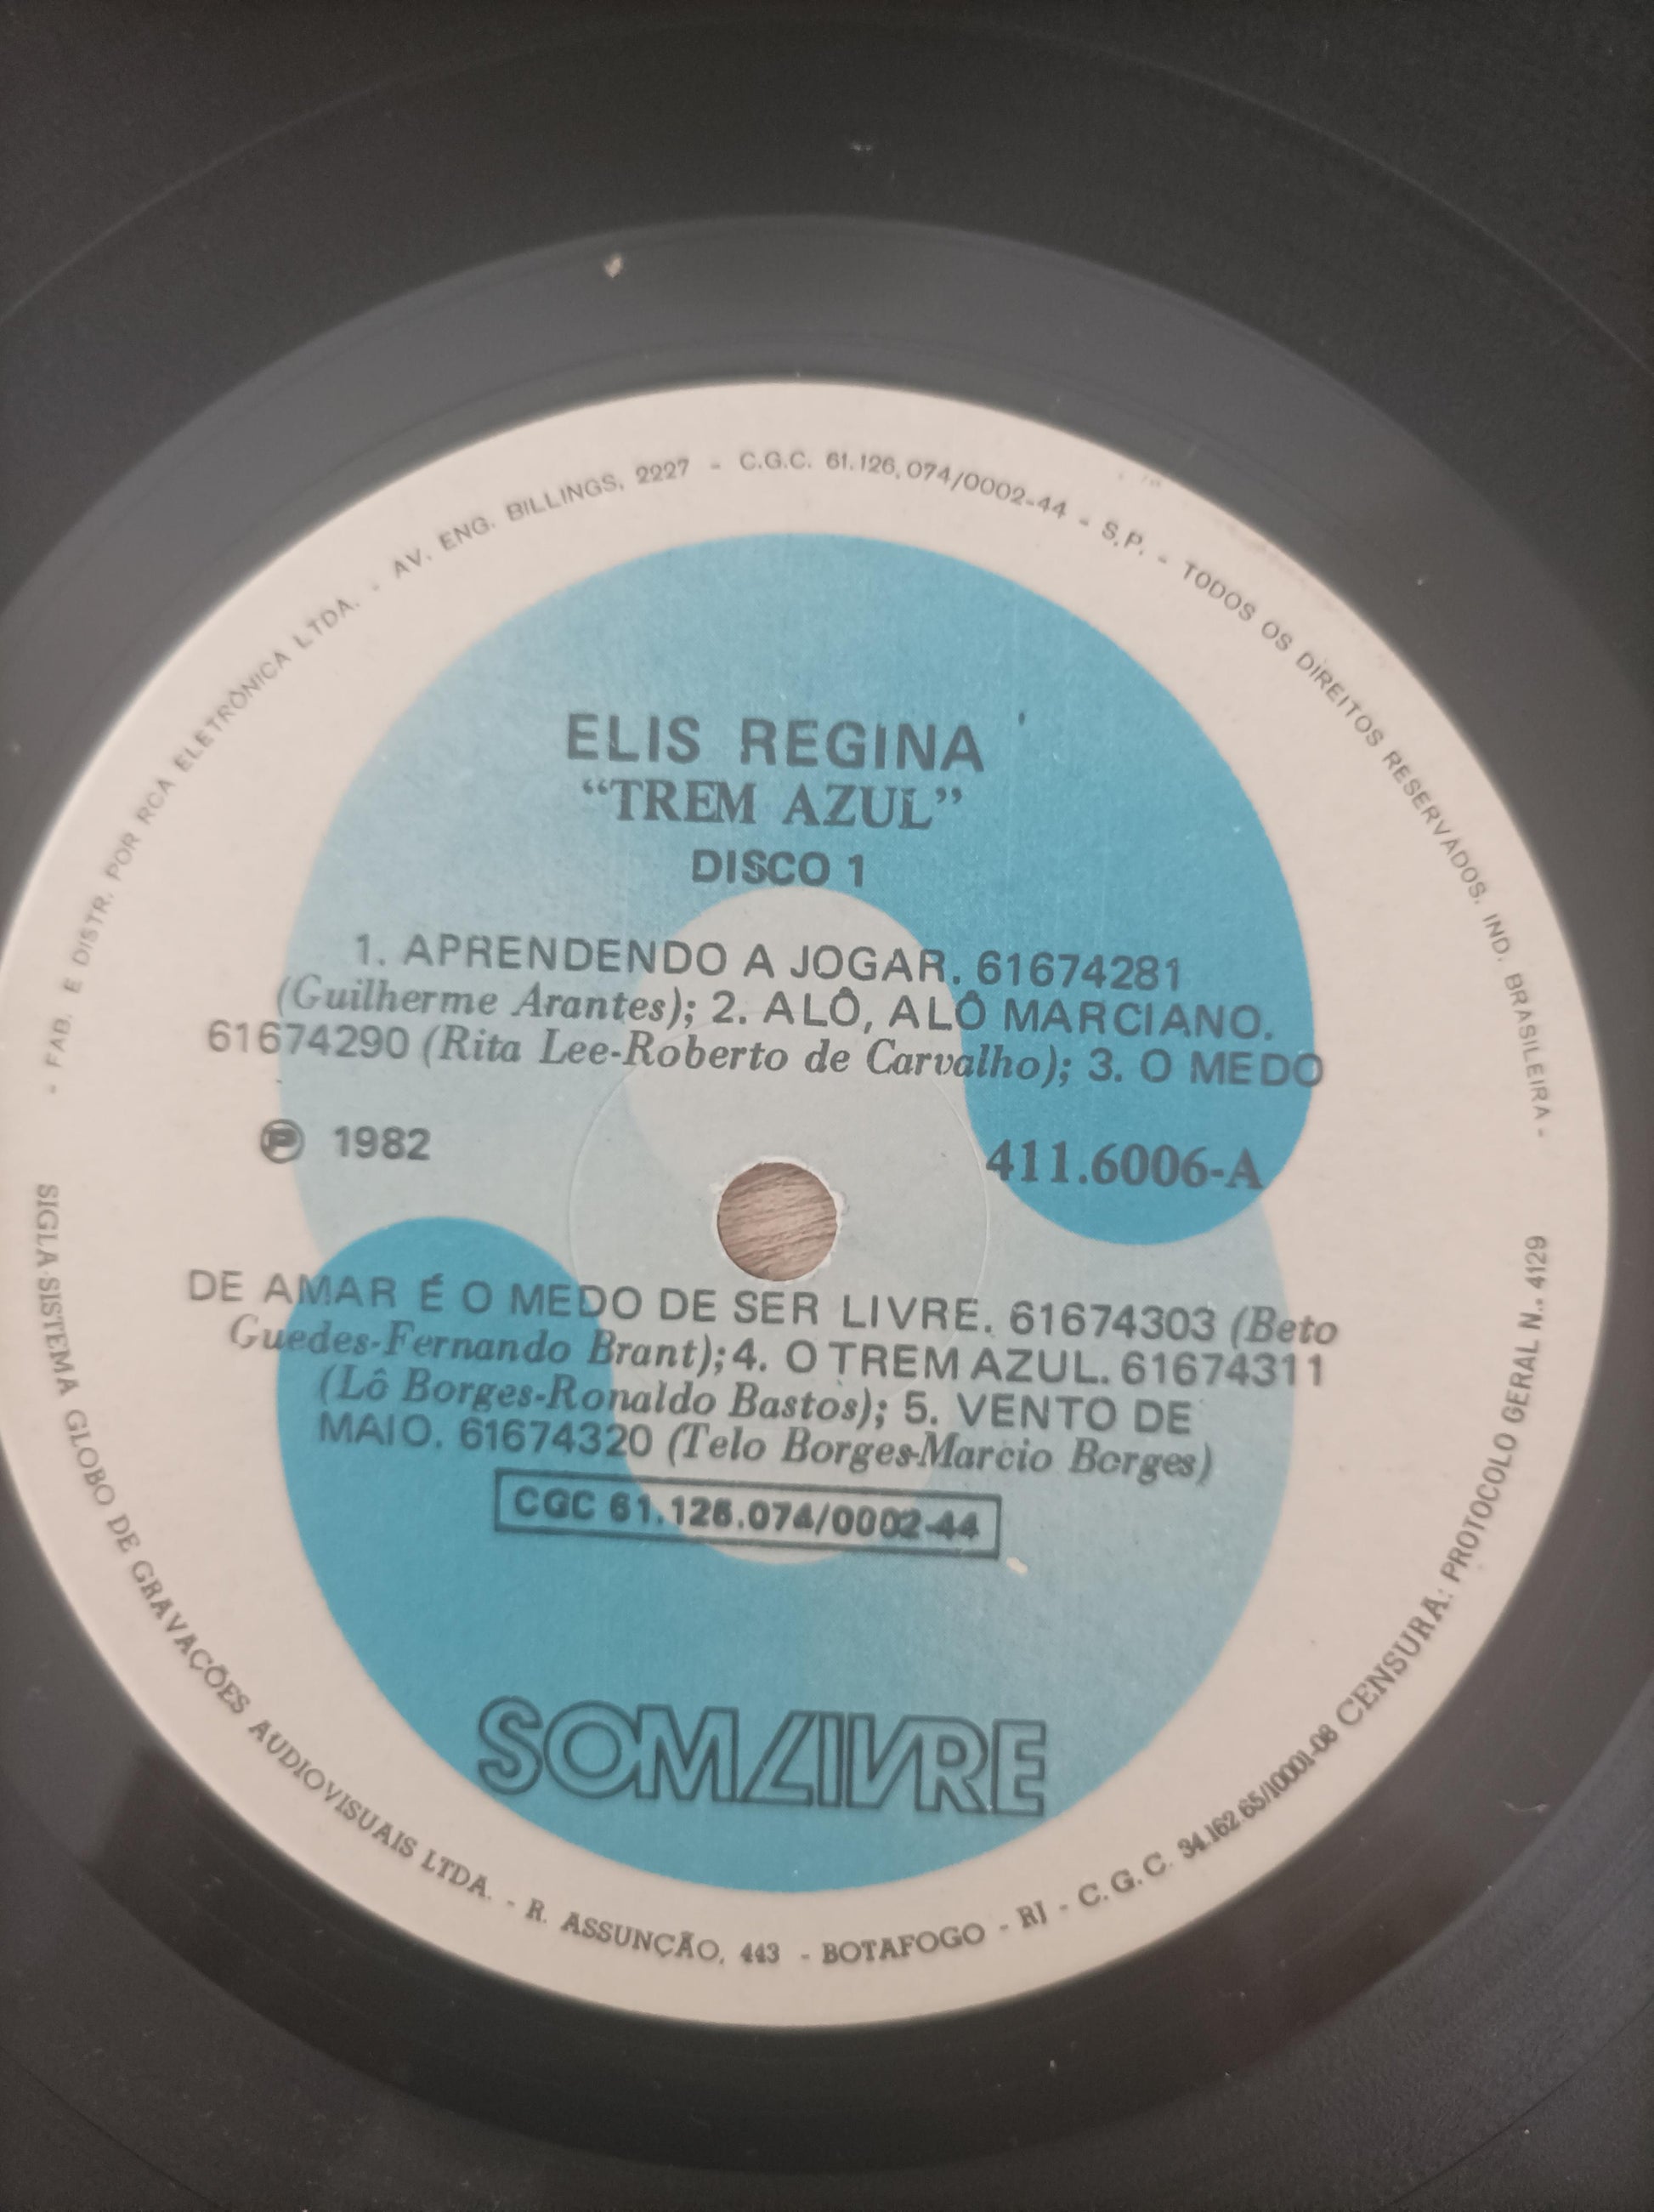 - FAB. E DISTR. POR RCA ELETRÔNICA LTDA. - AV. ENG. BILLINGS, 2227 - C.G.C. 61.126.074/0002-44 - S.P. - TODOS OS DIREITOS RESERVADOS. IND. BRASILEIRA -
ELIS REGINA
“TREM AZUL”
DISCO 1
1. APRENDENDO A JOGAR. 61674281
(Guilherme Arantes); 2. ALÔ, ALÔ MARCIANO.
61674290 (Rita Lee-Roberto de Carvalho); 3. O MEDO
Ⓟ 1982
411.6006-A
DE AMAR É O MEDO DE SER LIVRE. 61674303 (Beto
Guedes-Fernando Brant); 4. O TREM AZUL. 61674311
(Lô Borges-Ronaldo Bastos); 5. VENTO DE
MAIO. 61674320 (Telo Borges-Marcio Borges)
CGC 61.126.074/0002-44
SOM LIVRE
SIGLA-SISTEMA GLOBO DE GRAVAÇÕES AUDIOVISUAIS LTDA. - R. ASSUNÇÃO, 443 - BOTAFOGO - RJ - C.G.C. 34.162.65/10001-08 CENSURA: PROTOCOLO GERAL N.. 4129